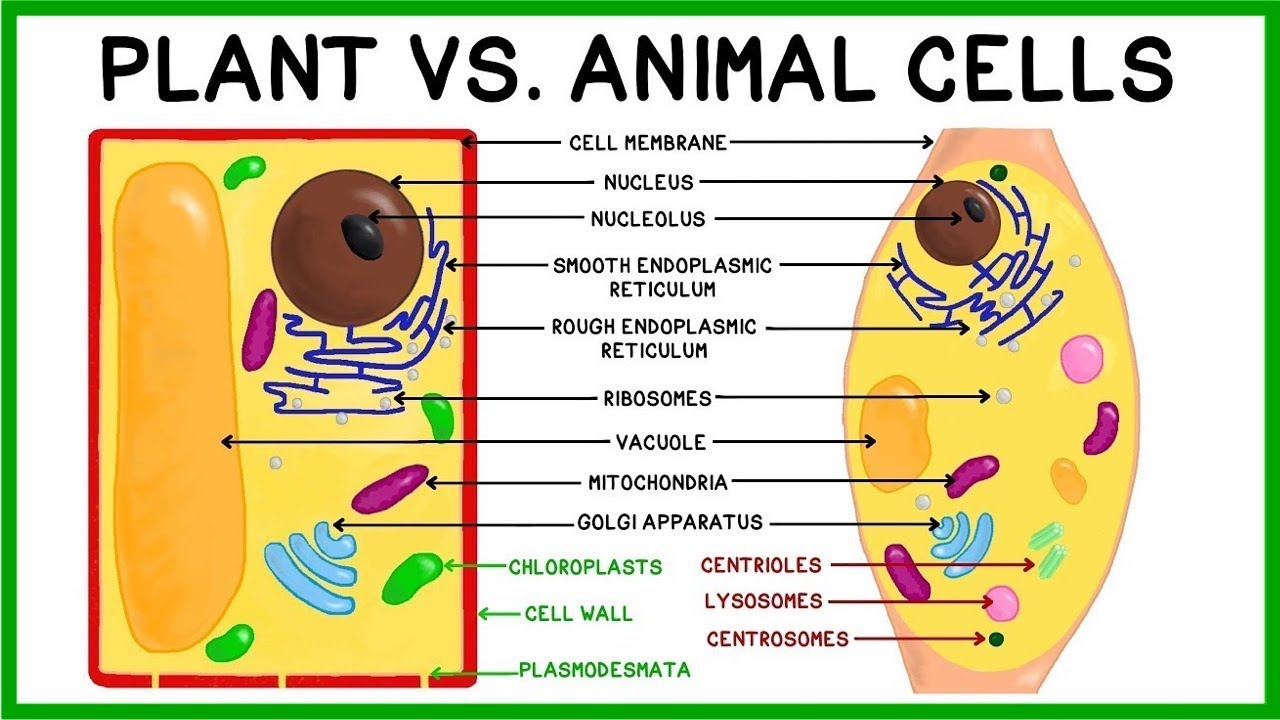 PLANT VS. ANIMAL CELLS
CELL MEMBRANE
NUCLEUS
NUCLEOLUS
SMOOTH ENDOPLASMIC
RETICULUM
ROUGH ENDOPLASMIC
RETICULUM
RIBOSOMES
VACUOLE
MITOCHONDRIA
GOLGI APPARATUS
CHLOROPLASTS
CELL WALL
PLASMODESMATA
CENTRIOLES
LYSOSOMES
CENTROSOMES